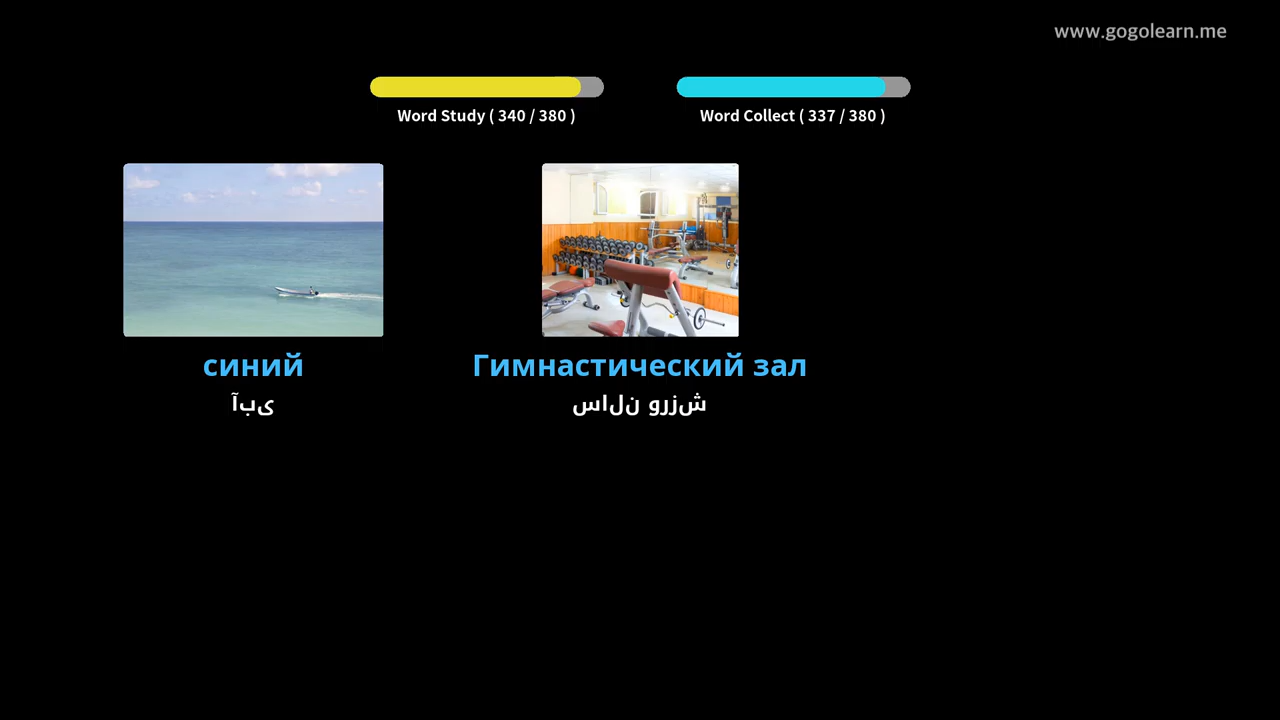 www.gogolearn.me
Word Study ( 340 / 380 )
Word Collect ( 337 / 380 )
синий
آبی
Гимнастический зал
سالن ورزش